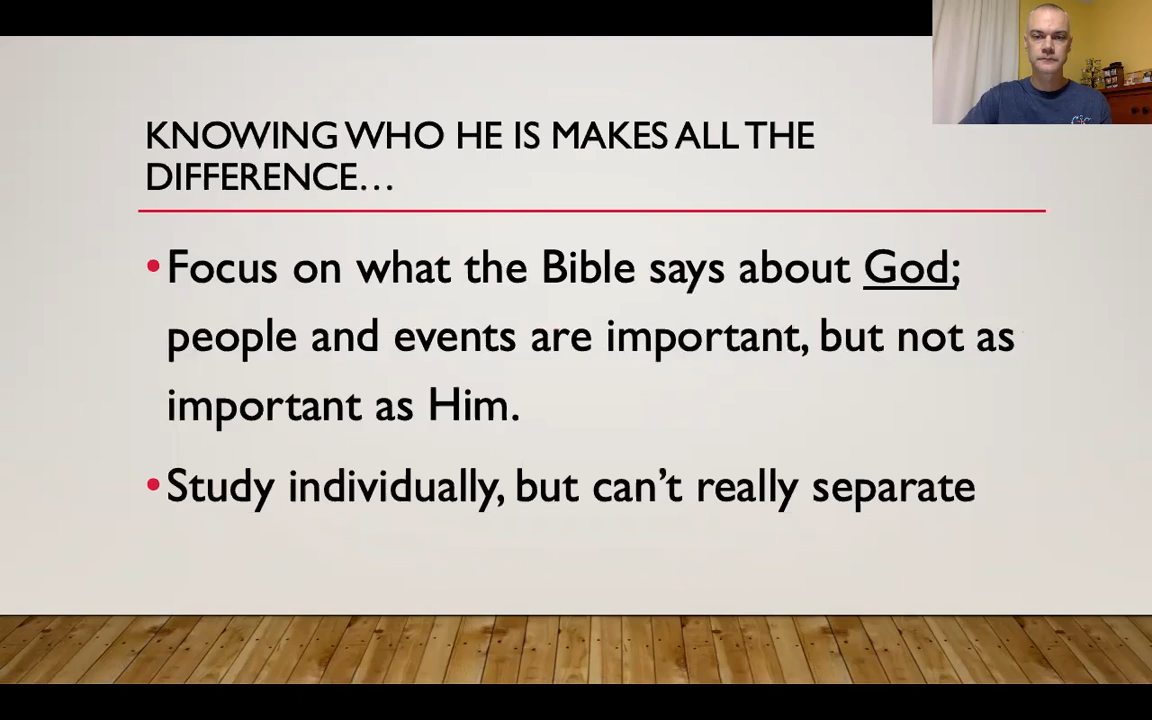 KNOWING WHO HE IS MAKES ALL THE
DIFFERENCE...
•Focus on what the Bible says about God;
people and events are important, but not as
important as Him.
•Study individually, but can’t really separate